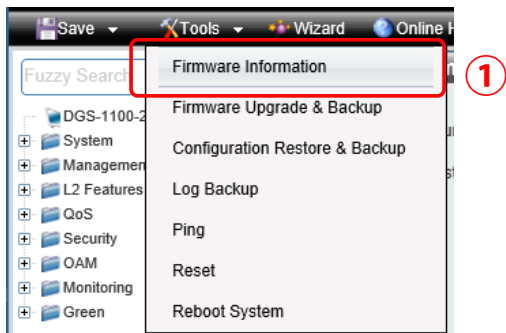 Save Tools Wizard Online H
Fuzzy Search
Firmware Information
①
Firmware Upgrade & Backup
Configuration Restore & Backup
Log Backup
Ping
Reset
Reboot System
DGS-1100-2
System
Managemen
L2 Features
QoS
Security
OAM
Monitoring
Green